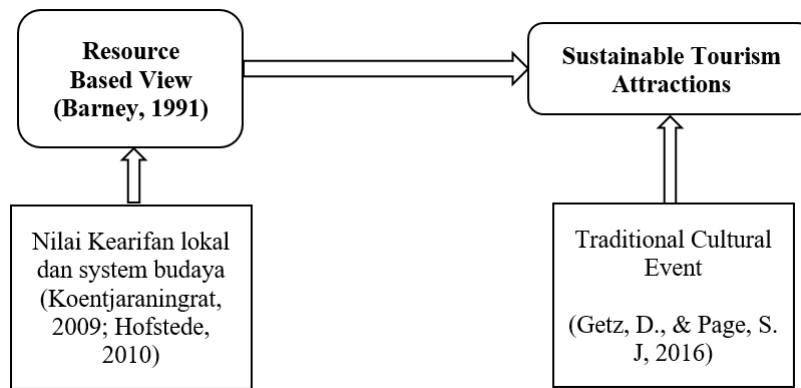 Resource
Based View
(Barney, 1991)
Sustainable Tourism
Attractions
Nilai Kearifan lokal
dan system budaya
(Koentjaraningrat,
2009; Hofstede,
2010)
Traditional Cultural
Event
(Getz, D., & Page, S.
J, 2016)